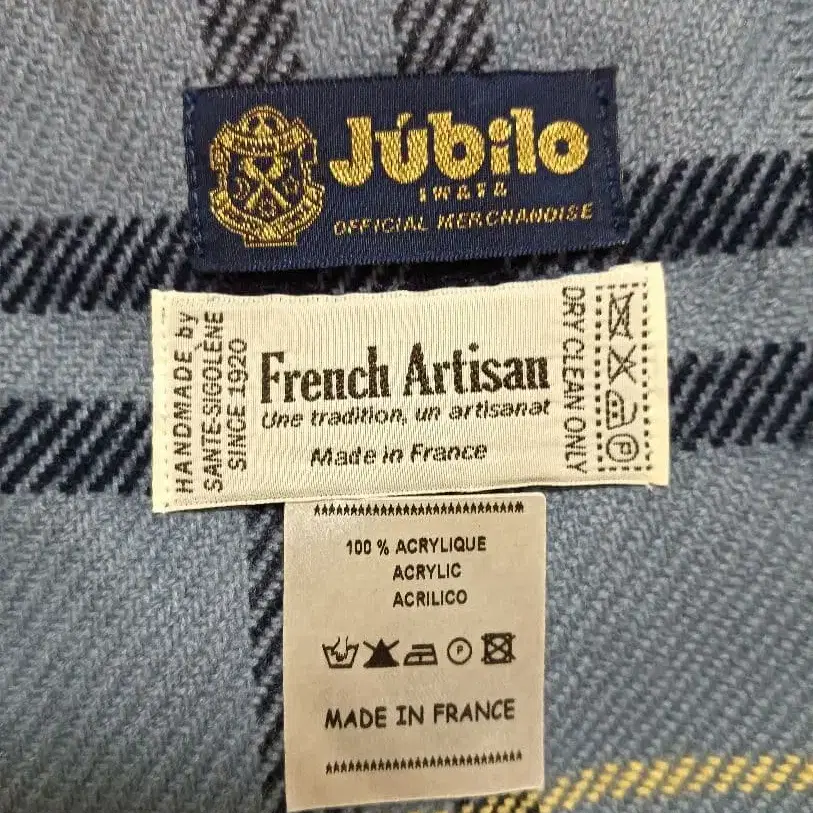 Júbilo
IWATA
OFFICIAL MERCHANDISE
HANDMADE by
SANTE-SIGOLÈNE
SINCE 1920
French Artisan
Une tradition, un artisanat
Made in France
DRY CLEAN ONLY
P
100 % ACRYLIQUE
ACRYLIC
ACRILICO
P
MADE IN FRANCE